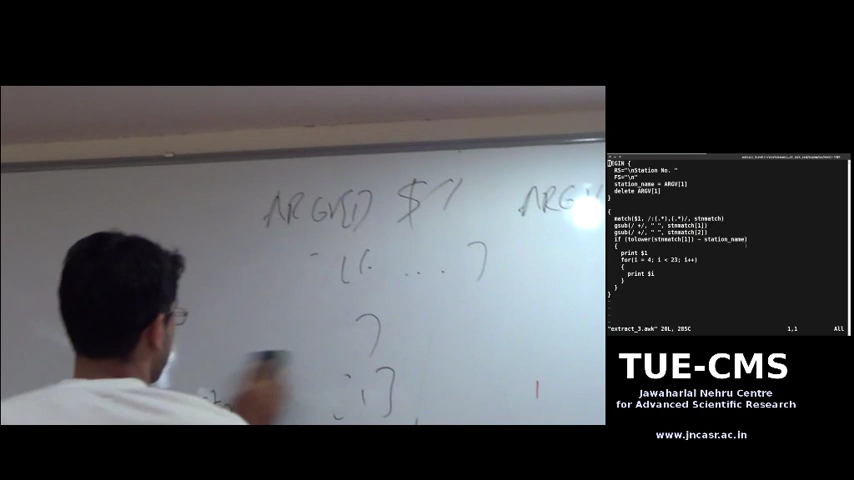 ARGV[1] $1 ARGV
BEGIN {
RS="\nStation No. "
FS="\n"
station_name = ARGV[1]
delete ARGV[1]
}
{
match($1, /:(.*),(.*)/, stnmatch)
gsub(/ +/, " ", stnmatch[1])
gsub(/ +/, " ", stnmatch[2])
if (tolower(stnmatch[1]) ~ station_name)
{
print $1
for(i = 4; i < 23; i++)
{
print $i
}
}
}
"extract_3.awk" 20L, 285C 1,1 All
TUE-CMS
Jawaharlal Nehru Centre
for Advanced Scientific Research
www.jncasr.ac.in